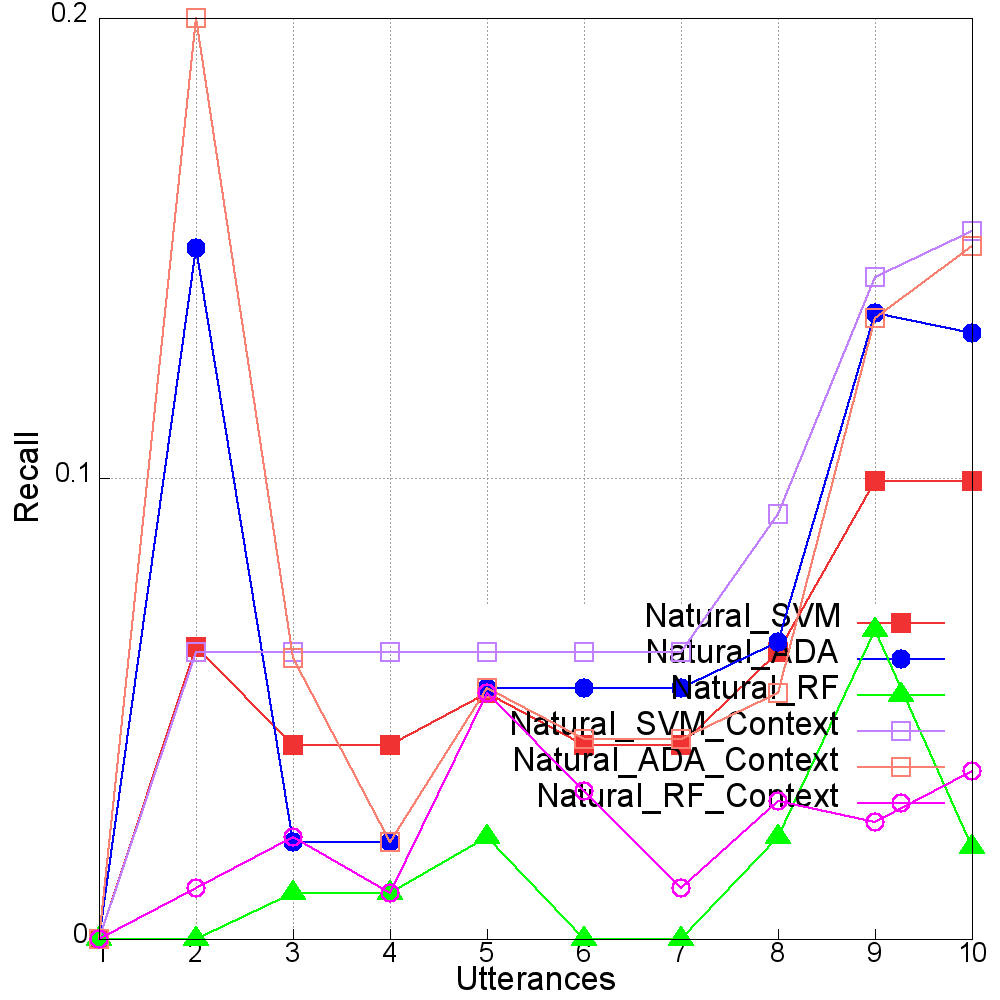 0.2
0.1
0
Recall
Natural_SVM
Natural_ADA
Natural_RF
Natural_SVM_Context
Natural_ADA_Context
Natural_RF_Context
1 2 3 4 5 6 7 8 9 10
Utterances